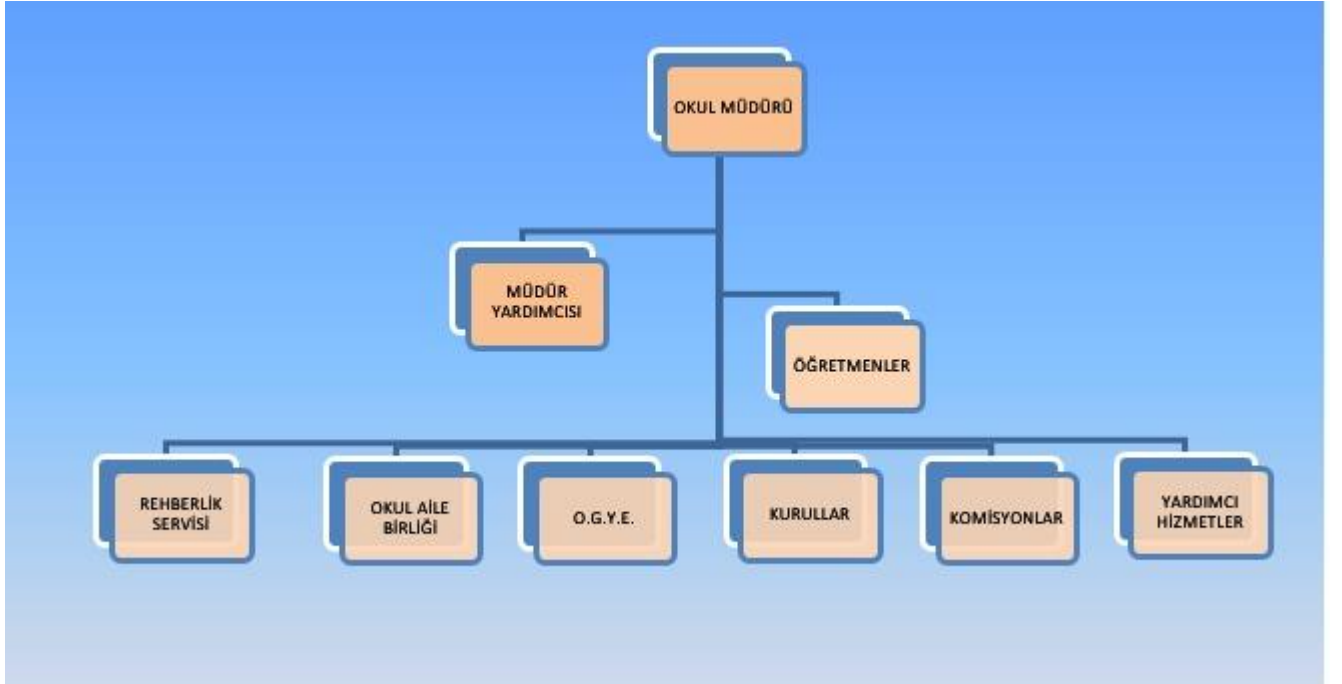 OKUL MÜDÜRÜ
MÜDÜR
YARDIMCISI
ÖĞRETMENLER
REHBERLİK
SERVİSİ
OKUL AİLE
BİRLİĞİ
O.G.Y.E.
KURULLAR
KOMİSYONLAR
YARDIMCI
HİZMETLER